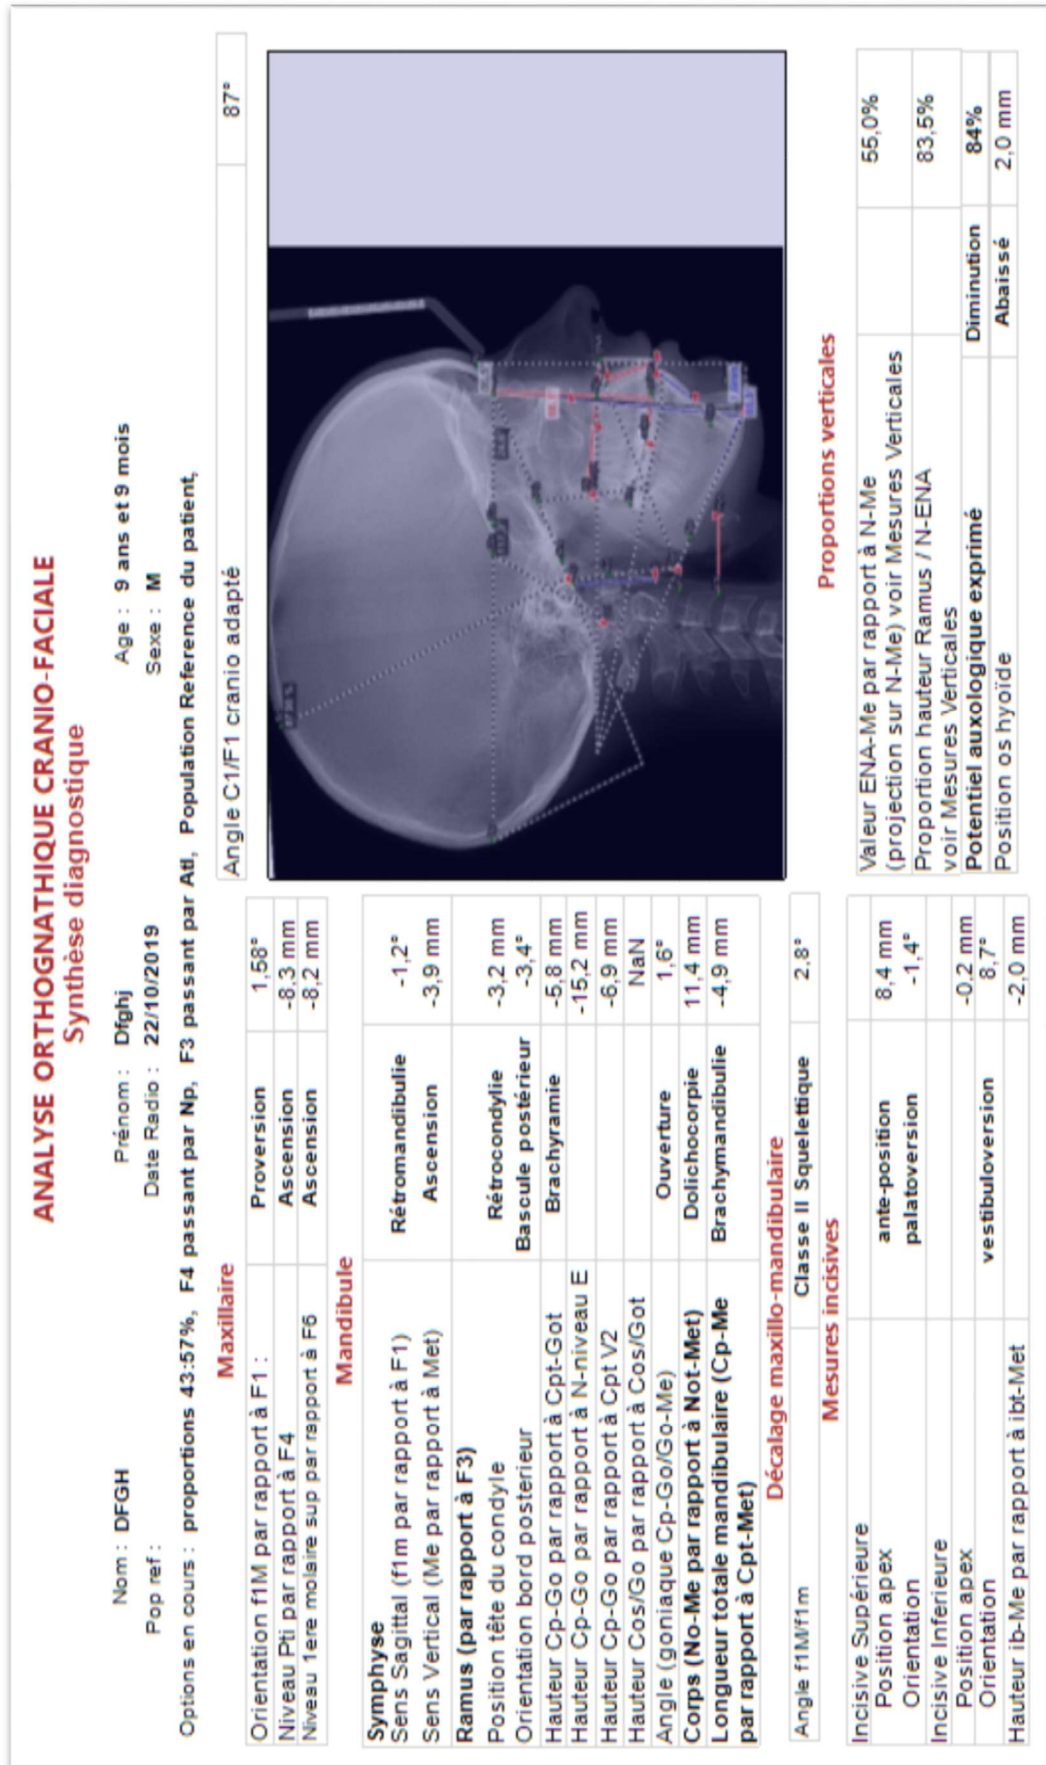 ANALYSE ORTHOGNATHIQUE CRANIO-FACIALE
Synthèse diagnostique
Nom : DFGH Prénom : Dfghj Age : 9 ans et 9 mois
Pop ref : Date Radio : 22/10/2019 Sexe : M
Options en cours : proportions 43:57%, F4 passant par Np, F3 passant par Atl, Population Reference du patient,
Maxillaire
Orientation f1M par rapport à F1 : Proversion 1,58°
Niveau Pti par rapport à F4 Ascension -8,3 mm
Niveau 1ere molaire sup par rapport à F6 Ascension -8,2 mm
Mandibule
Symphyse
Sens Sagittal (f1m par rapport à F1) Rétromandibulie -1,2°
Sens Vertical (Me par rapport à Met) Ascension -3,9 mm
Ramus (par rapport à F3)
Position tête du condyle Rétrocondylie -3,2 mm
Orientation bord posterieur Bascule postérieur -3,4°
Hauteur Cp-Go par rapport à Cpt-Got Brachyramie -5,8 mm
Hauteur Cp-Go par rapport à N-niveau E -15,2 mm
Hauteur Cp-Go par rapport à Cpt V2 -6,9 mm
Hauteur Cos/Go par rapport à Cos/Got NaN
Angle (goniaque Cp-Go/Go-Me) Ouverture 1,6°
Corps (No-Me par rapport à Not-Met) Dolichocorpie 11,4 mm
Longueur totale mandibulaire (Cp-Me Brachymandibulie -4,9 mm
par rapport à Cpt-Met)
Décalage maxillo-mandibulaire
Angle f1M/f1m Classe II Squelettique 2,8°
Mesures incisives
Incisive Supérieure
Position apex ante-position 8,4 mm
Orientation palatoversion -1,4°
Incisive Inferieure
Position apex -0,2 mm
Orientation vestibuloversion 8,7°
Hauteur ib-Me par rapport à ibt-Met -2,0 mm
Angle C1/F1 cranio adapté 87°
Proportions verticales
Valeur ENA-Me par rapport à N-Me 55,0%
(projection sur N-Me) voir Mesures Verticales
Proportion hauteur Ramus / N-ENA 83,5%
voir Mesures Verticales
Potentiel auxologique exprimé Diminution 84%
Position os hyoïde Abaissé 2,0 mm